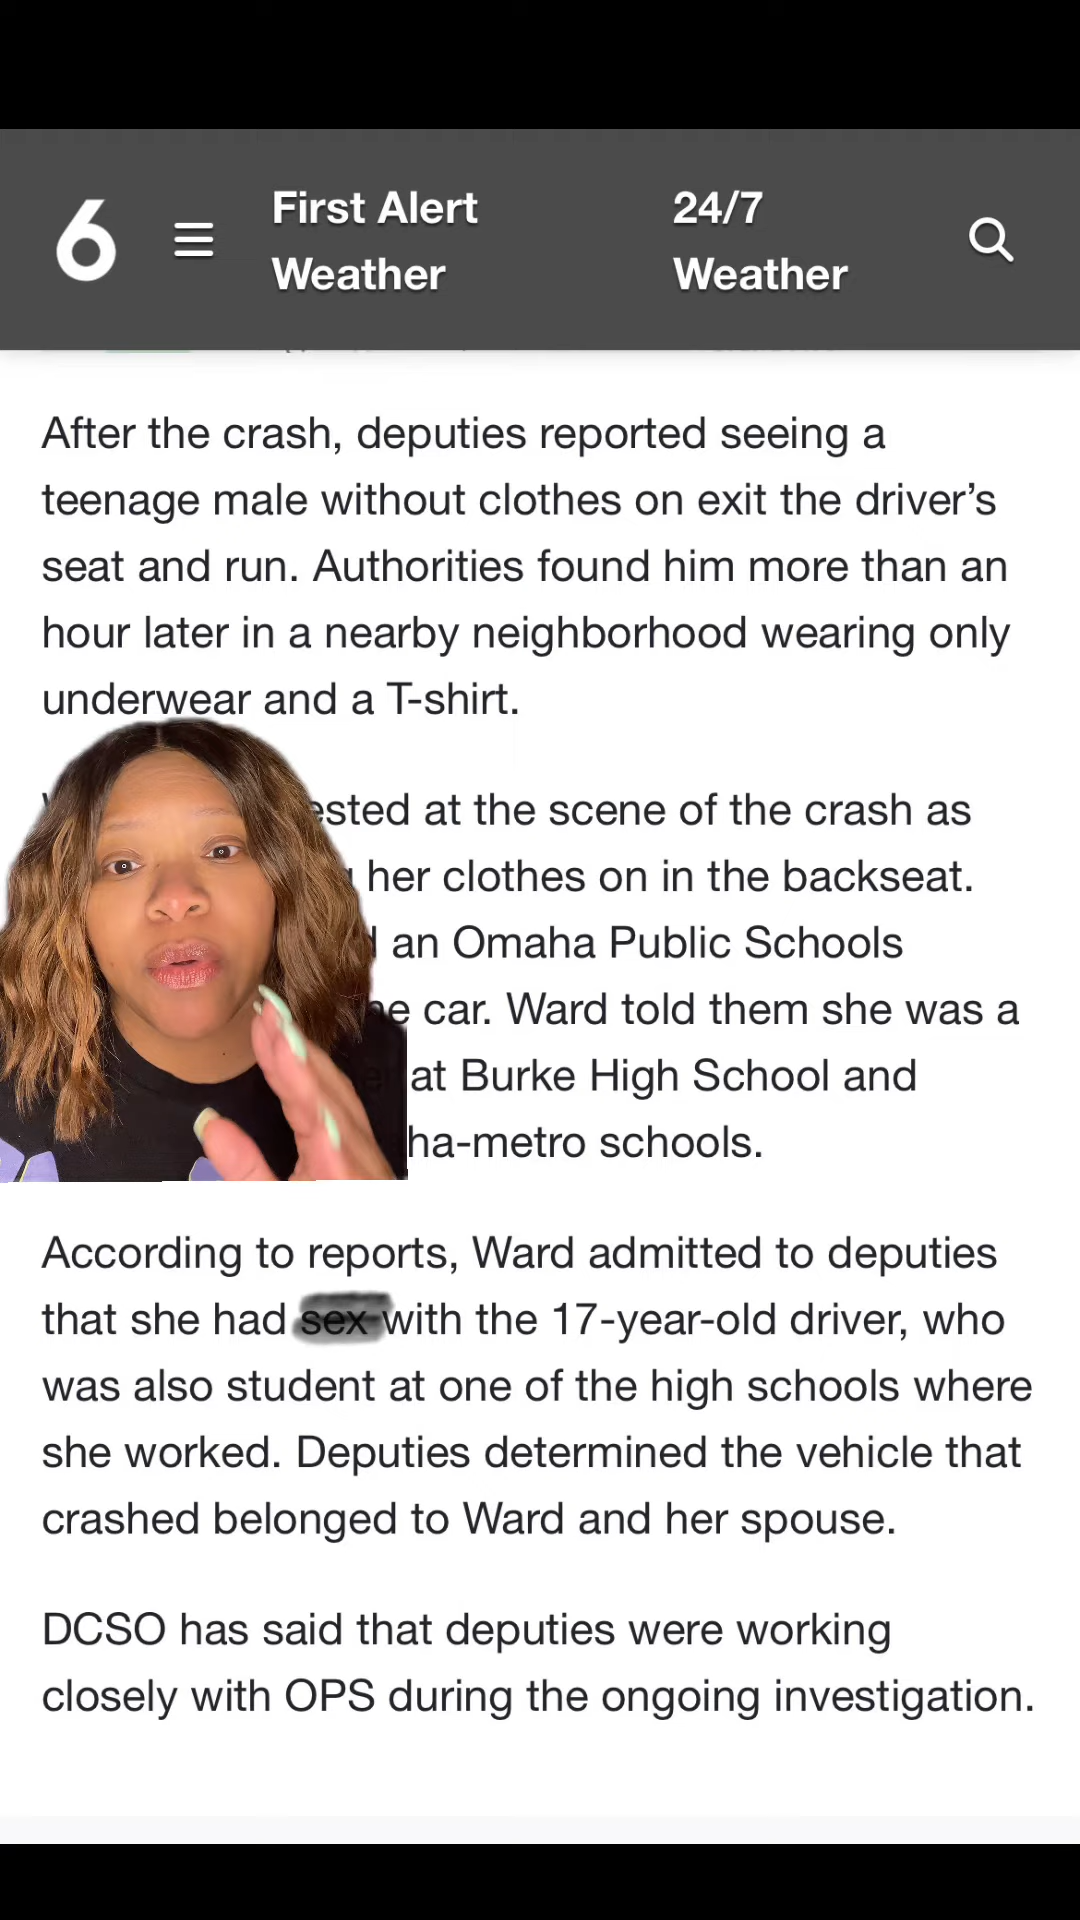 6
First Alert
Weather
24/7
Weather
After the crash, deputies reported seeing a
teenage male without clothes on exit the driver’s
seat and run. Authorities found him more than an
hour later in a nearby neighborhood wearing only
underwear and a T-shirt.
at the scene of the crash as
her clothes on in the backseat.
an Omaha Public Schools
car. Ward told them she was a
at Burke High School and
schools.
According to reports, Ward admitted to deputies
that she had sex with the 17-year-old driver, who
was also student at one of the high schools where
she worked. Deputies determined the vehicle that
crashed belonged to Ward and her spouse.
DCSO has said that deputies were working
closely with OPS during the ongoing investigation.